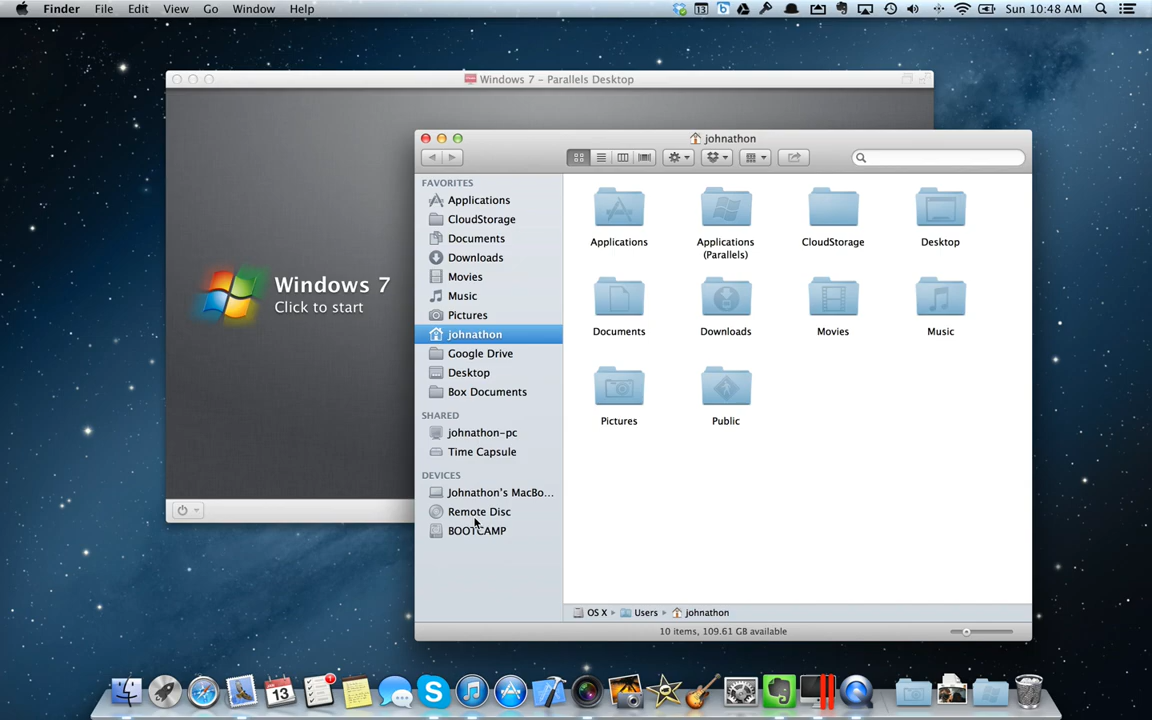 Finder File Edit View Go Window Help
13
Sun 10:48 AM
Windows 7 – Parallels Desktop
Windows 7
Click to start
johnathon
FAVORITES
Applications
CloudStorage
Documents
Downloads
Movies
Music
Pictures
johnathon
Google Drive
Desktop
Box Documents
SHARED
johnathon-pc
Time Capsule
DEVICES
Johnathon's MacBo...
Remote Disc
BOOTCAMP
Applications
Applications
(Parallels)
CloudStorage
Desktop
Documents
Downloads
Movies
Music
Pictures
Public
OS X ▸ Users ▸ johnathon
10 items, 109.61 GB available
13
1